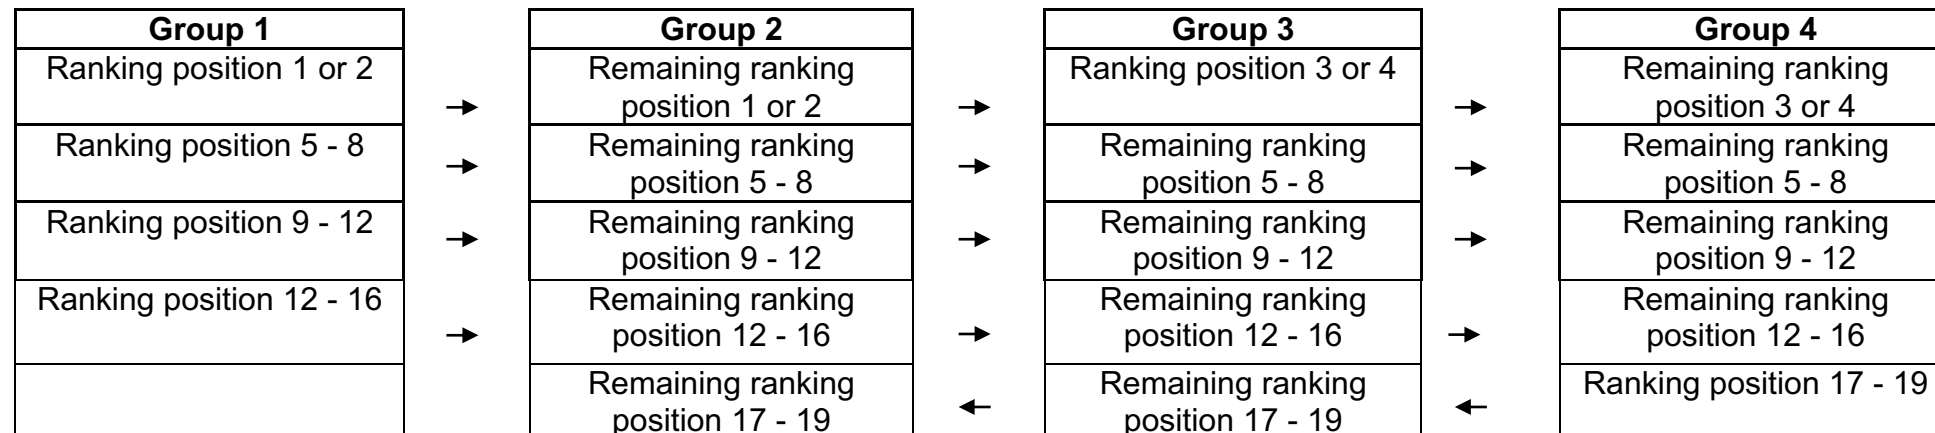 Group 1
Group 2
Group 3
Group 4
Ranking position 1 or 2
→
Remaining ranking
position 1 or 2
→
Ranking position 3 or 4
→
Remaining ranking
position 3 or 4
Ranking position 5 - 8
→
Remaining ranking
position 5 - 8
→
Remaining ranking
position 5 - 8
→
Remaining ranking
position 5 - 8
Ranking position 9 - 12
→
Remaining ranking
position 9 - 12
→
Remaining ranking
position 9 - 12
→
Remaining ranking
position 9 - 12
Ranking position 12 - 16
→
Remaining ranking
position 12 - 16
→
Remaining ranking
position 12 - 16
→
Remaining ranking
position 12 - 16
Remaining ranking
position 17 - 19
←
Remaining ranking
position 17 - 19
←
Ranking position 17 - 19